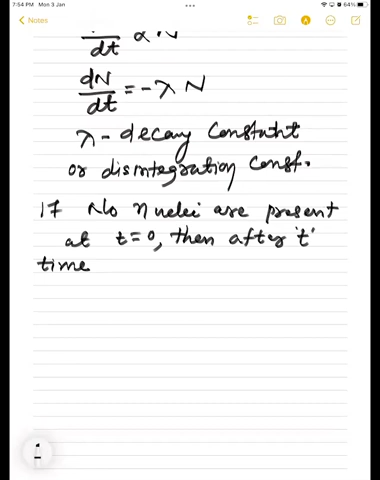 7:54 PM Mon 3 Jan
64%
Notes
dt ∝ N
dN/dt = -λ N
λ - decay Constant
or disintegration const.
If No nuclei are present
at t=0, then after 't'
time